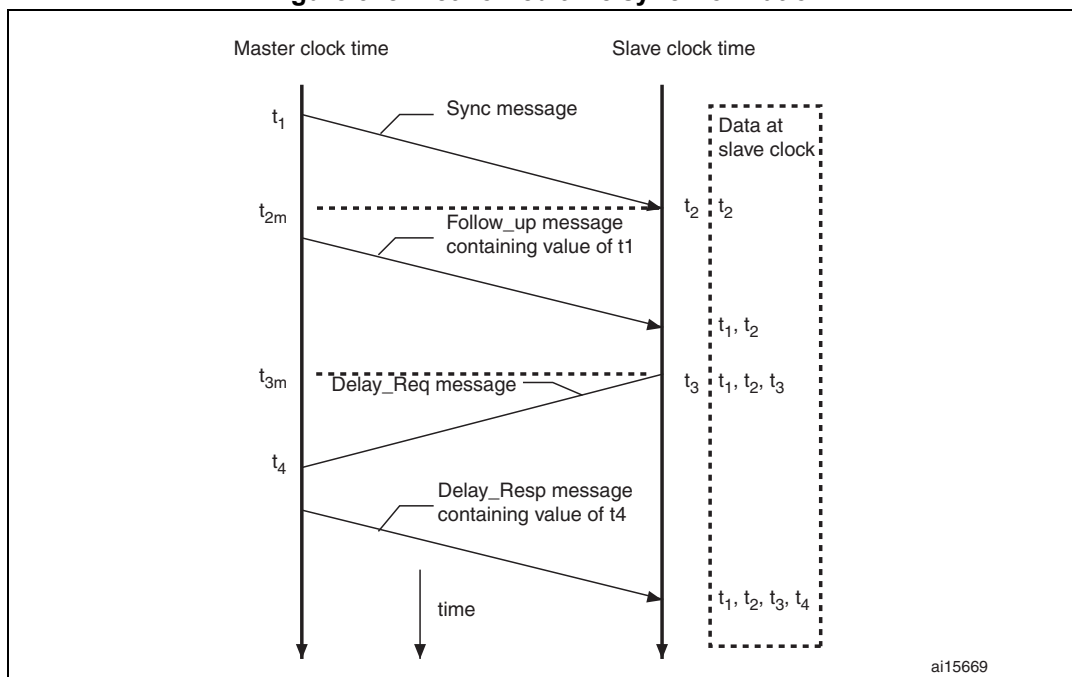 Master clock time
Slave clock time
t1
Sync message
Data at
slave clock
t2m
t2
t2
Follow_up message
containing value of t1
t1, t2
t3m
Delay_Req message
t3
t1, t2, t3
t4
Delay_Resp message
containing value of t4
t1, t2, t3, t4
time
ai15669